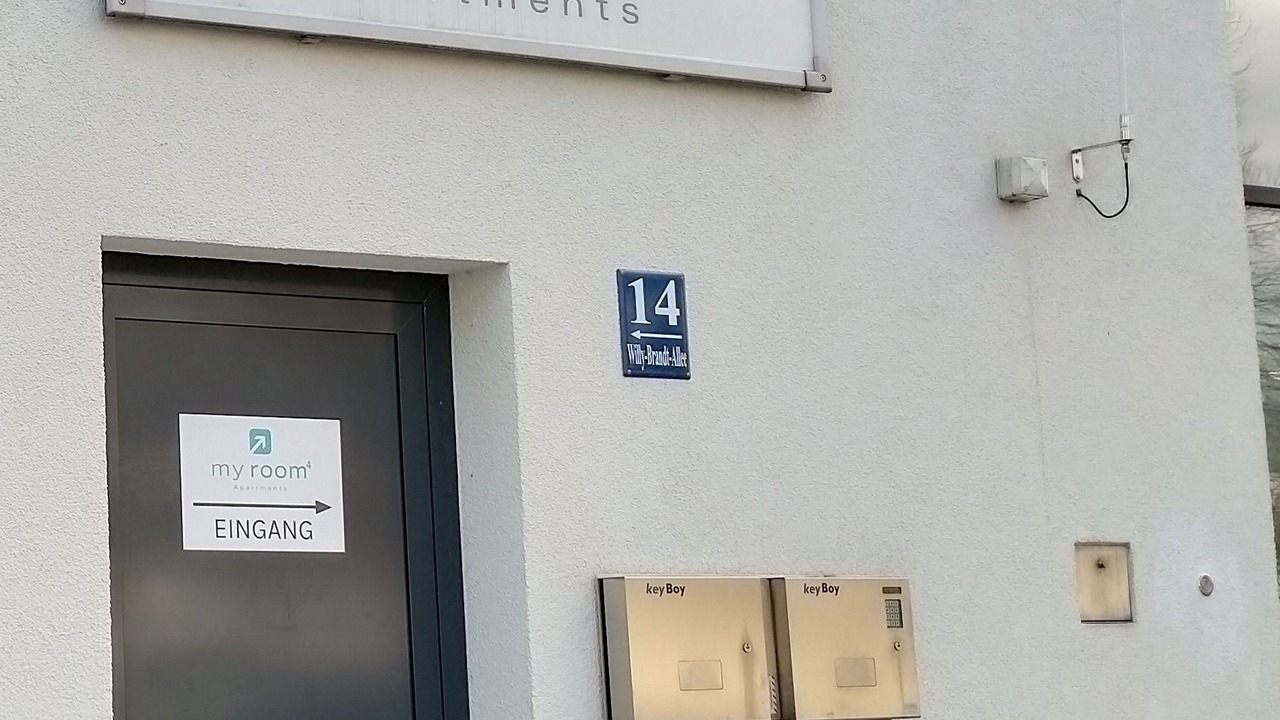 tments
14
Willy-Brandt-Allee
my room4
Apartments
EINGANG
keyBoy
keyBoy